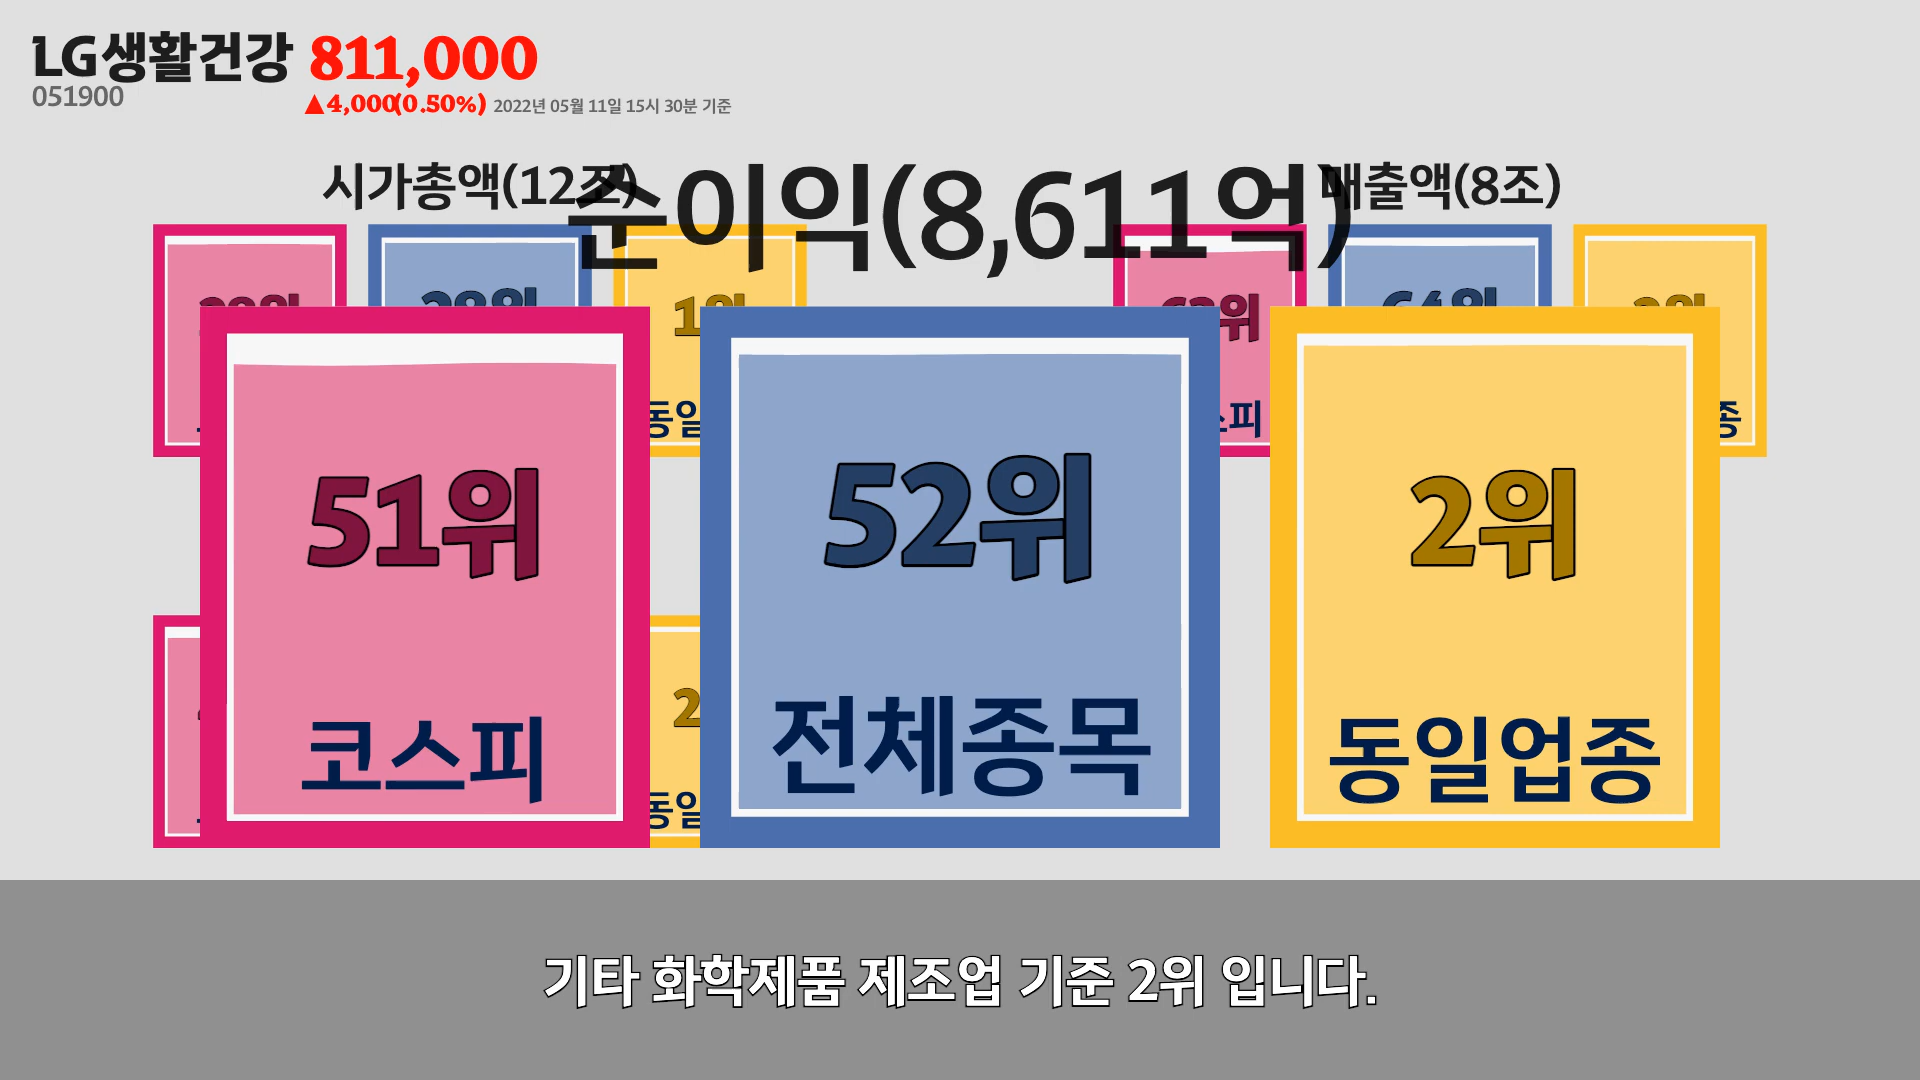 LG생활건강 811,000
051900
▲4,000(0.50%) 2022년 05월 11일 15시 30분 기준
시가총액(12조)
순이익(8,611억)
매출액(8조)
51위
52위
2위
코스피
전체종목
동일업종
기타 화학제품 제조업 기준 2위 입니다.